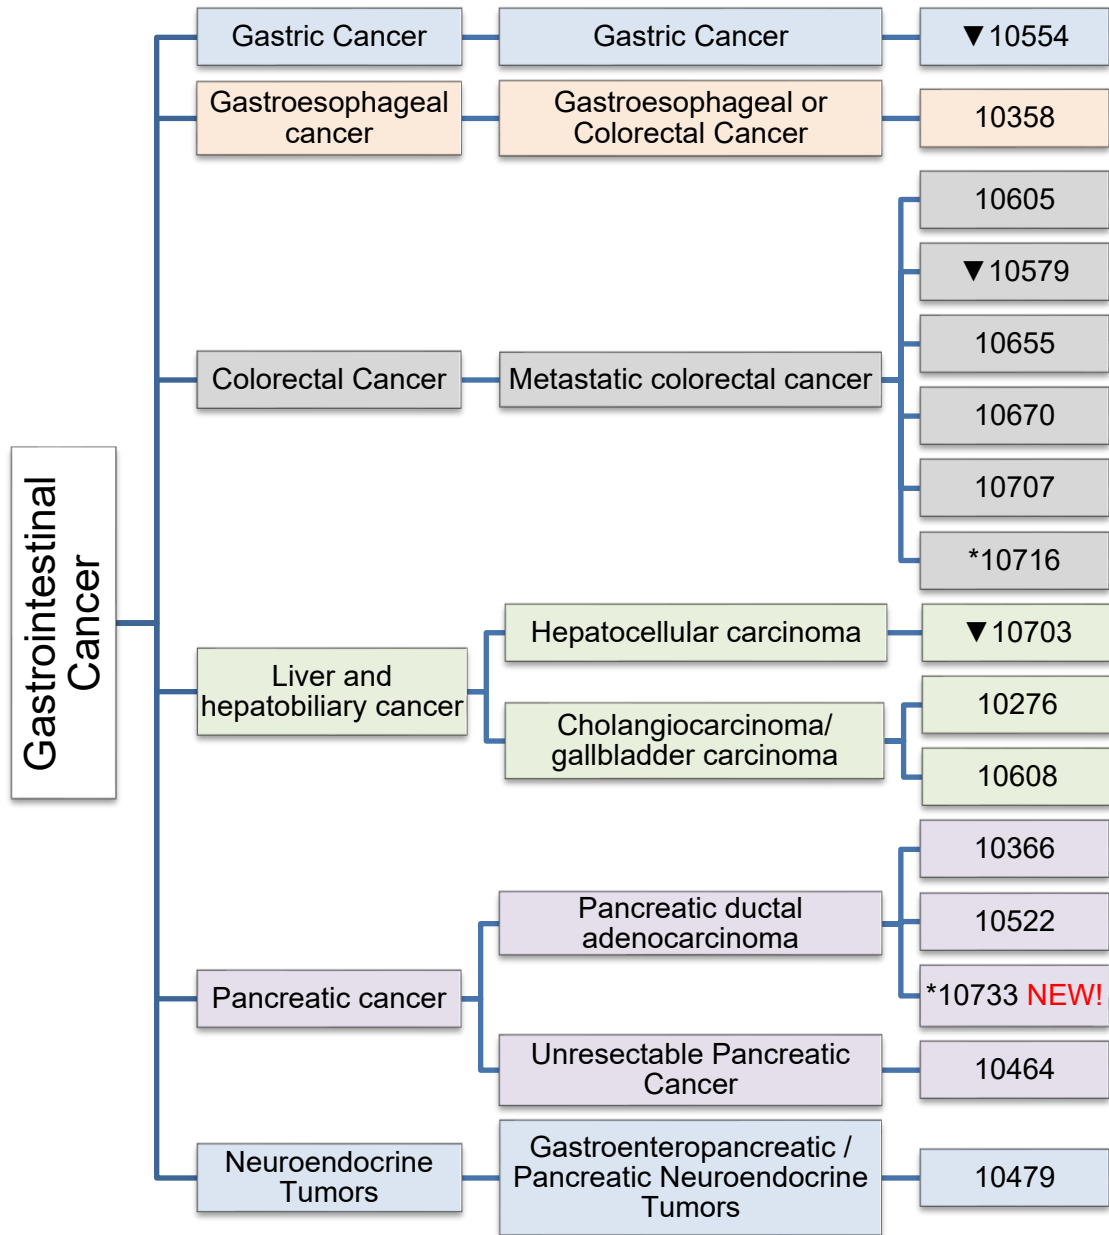 Gastrointestinal
Cancer
Gastric Cancer
Gastric Cancer
▼10554
Gastroesophageal
cancer
Gastroesophageal or
Colorectal Cancer
10358
Colorectal Cancer
Metastatic colorectal cancer
10605
▼10579
10655
10670
10707
*10716
Liver and
hepatobiliary cancer
Hepatocellular carcinoma
▼10703
Cholangiocarcinoma/
gallbladder carcinoma
10276
10608
Pancreatic cancer
Pancreatic ductal
adenocarcinoma
10366
10522
*10733 NEW!
Unresectable Pancreatic
Cancer
10464
Neuroendocrine
Tumors
Gastroenteropancreatic /
Pancreatic Neuroendocrine
Tumors
10479